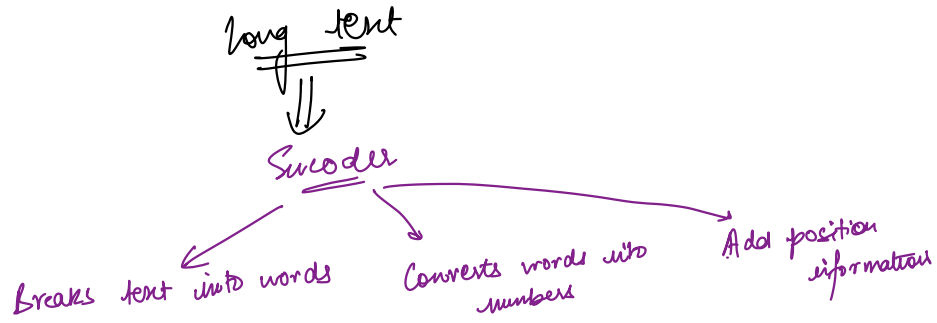 long text
Encoder
Breaks text into words
Converts words into
numbers
Add position
information